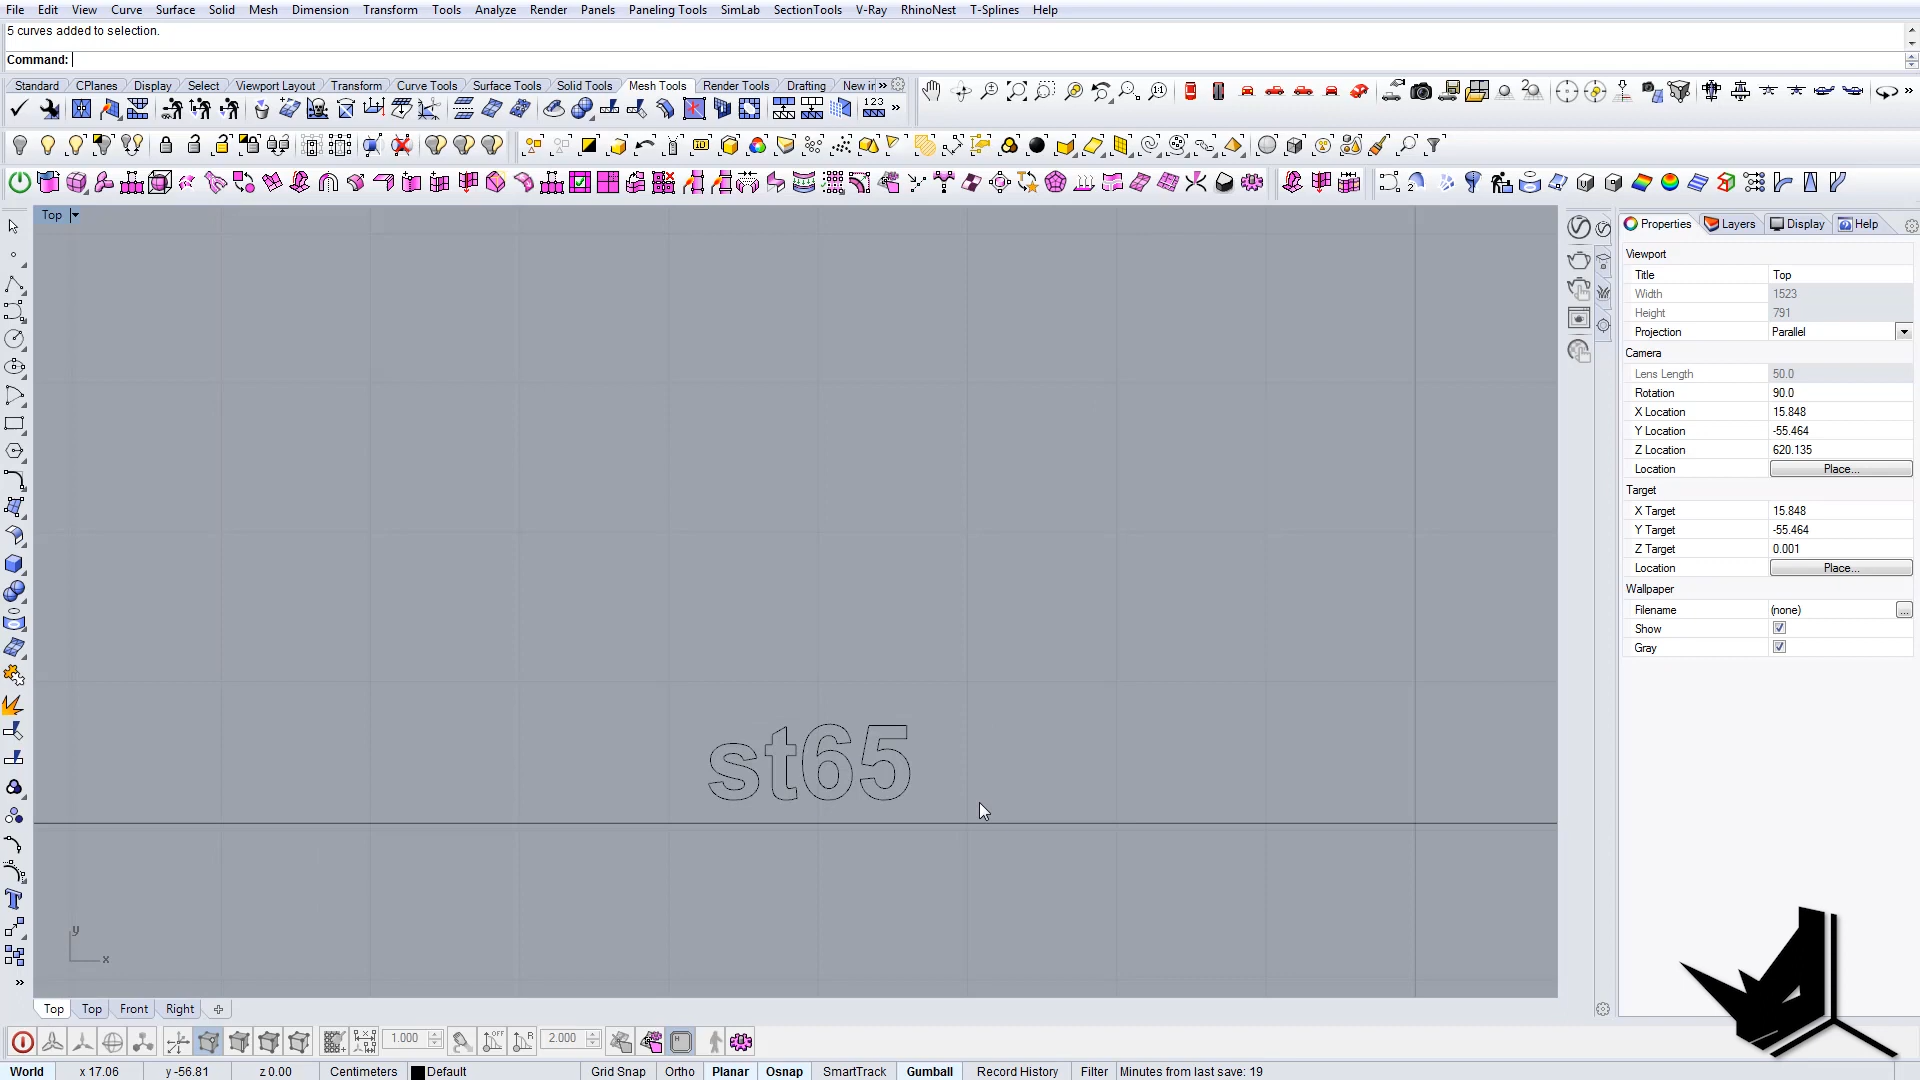 File Edit View Curve Surface Solid Mesh Dimension Transform Tools Analyze Render Panels Paneling Tools SimLab SectionTools V-Ray RhinoNest T-Splines Help
5 curves added to selection.
Command:
Standard CPlanes Display Select Viewport Layout Transform Curve Tools Surface Tools Solid Tools Mesh Tools Render Tools Drafting New in »
Top
Properties Layers Display Help
Viewport
Title Top
Width 1523
Height 791
Projection Parallel
Camera
Lens Length 50.0
Rotation 90.0
X Location 15.848
Y Location -55.464
Z Location 620.135
Location Place...
Target
X Target 15.848
Y Target -55.464
Z Target 0.001
Location Place...
Wallpaper
Filename (none) ...
Show
Gray
st65
y
x
Top Top Front Right
1.000 2.000
World x 17.06 y -56.81 z 0.00 Centimeters Default Grid Snap Ortho Planar Osnap SmartTrack Gumball Record History Filter Minutes from last save: 19